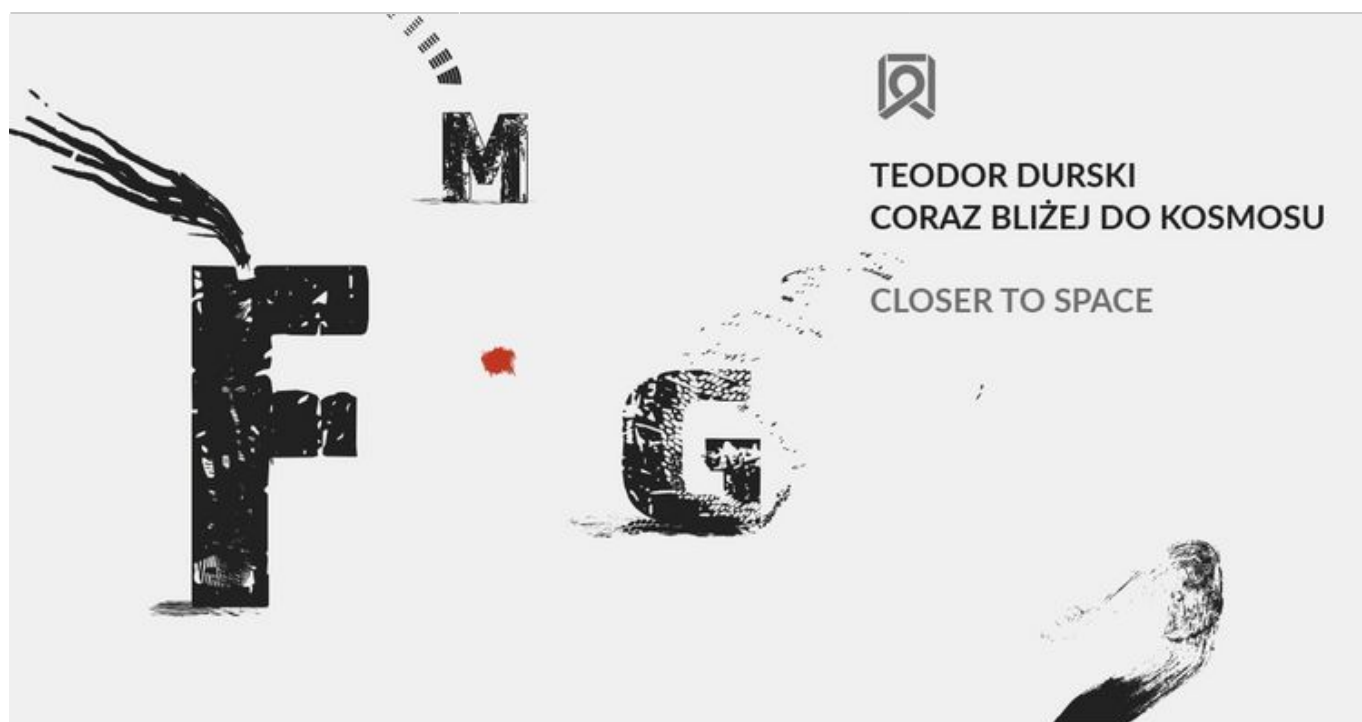 M
F
G
TEODOR DURSKI
CORAZ BLIŻEJ DO KOSMOSU
CLOSER TO SPACE